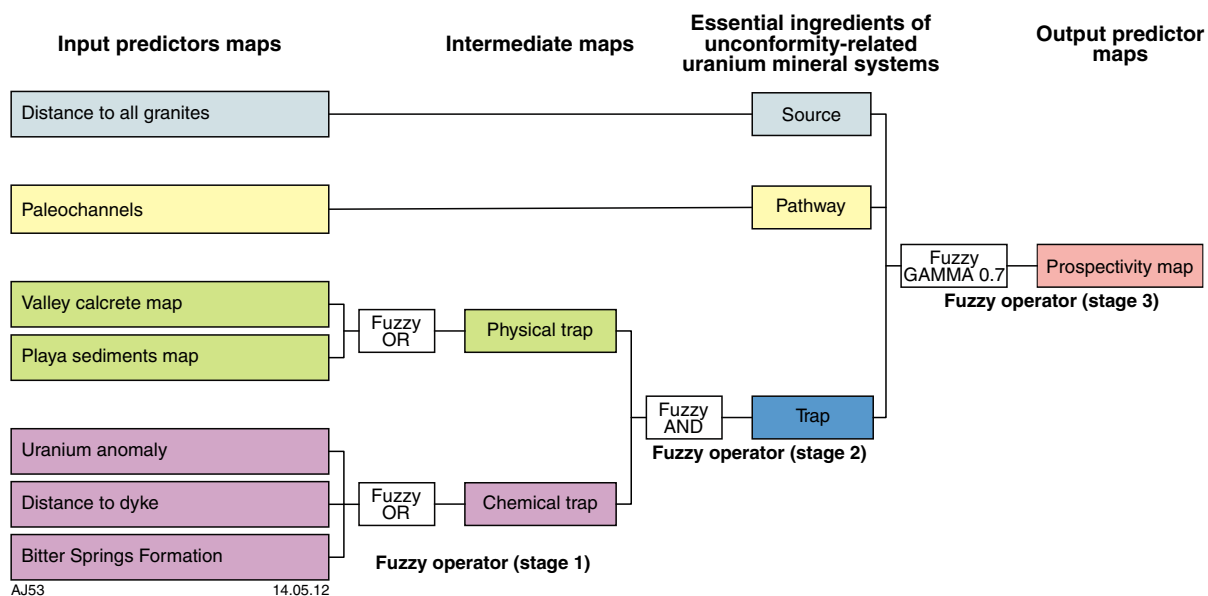 Input predictors maps
Intermediate maps
Essential ingredients of
unconformity-related
uranium mineral systems
Output predictor
maps
Distance to all granites
Source
Paleochannels
Pathway
Fuzzy
GAMMA 0.7
Prospectivity map
Fuzzy operator (stage 3)
Valley calcrete map
Playa sediments map
Fuzzy
OR
Physical trap
Fuzzy
AND
Trap
Fuzzy operator (stage 2)
Uranium anomaly
Distance to dyke
Bitter Springs Formation
Fuzzy
OR
Chemical trap
Fuzzy operator (stage 1)
AJ53
14.05.12